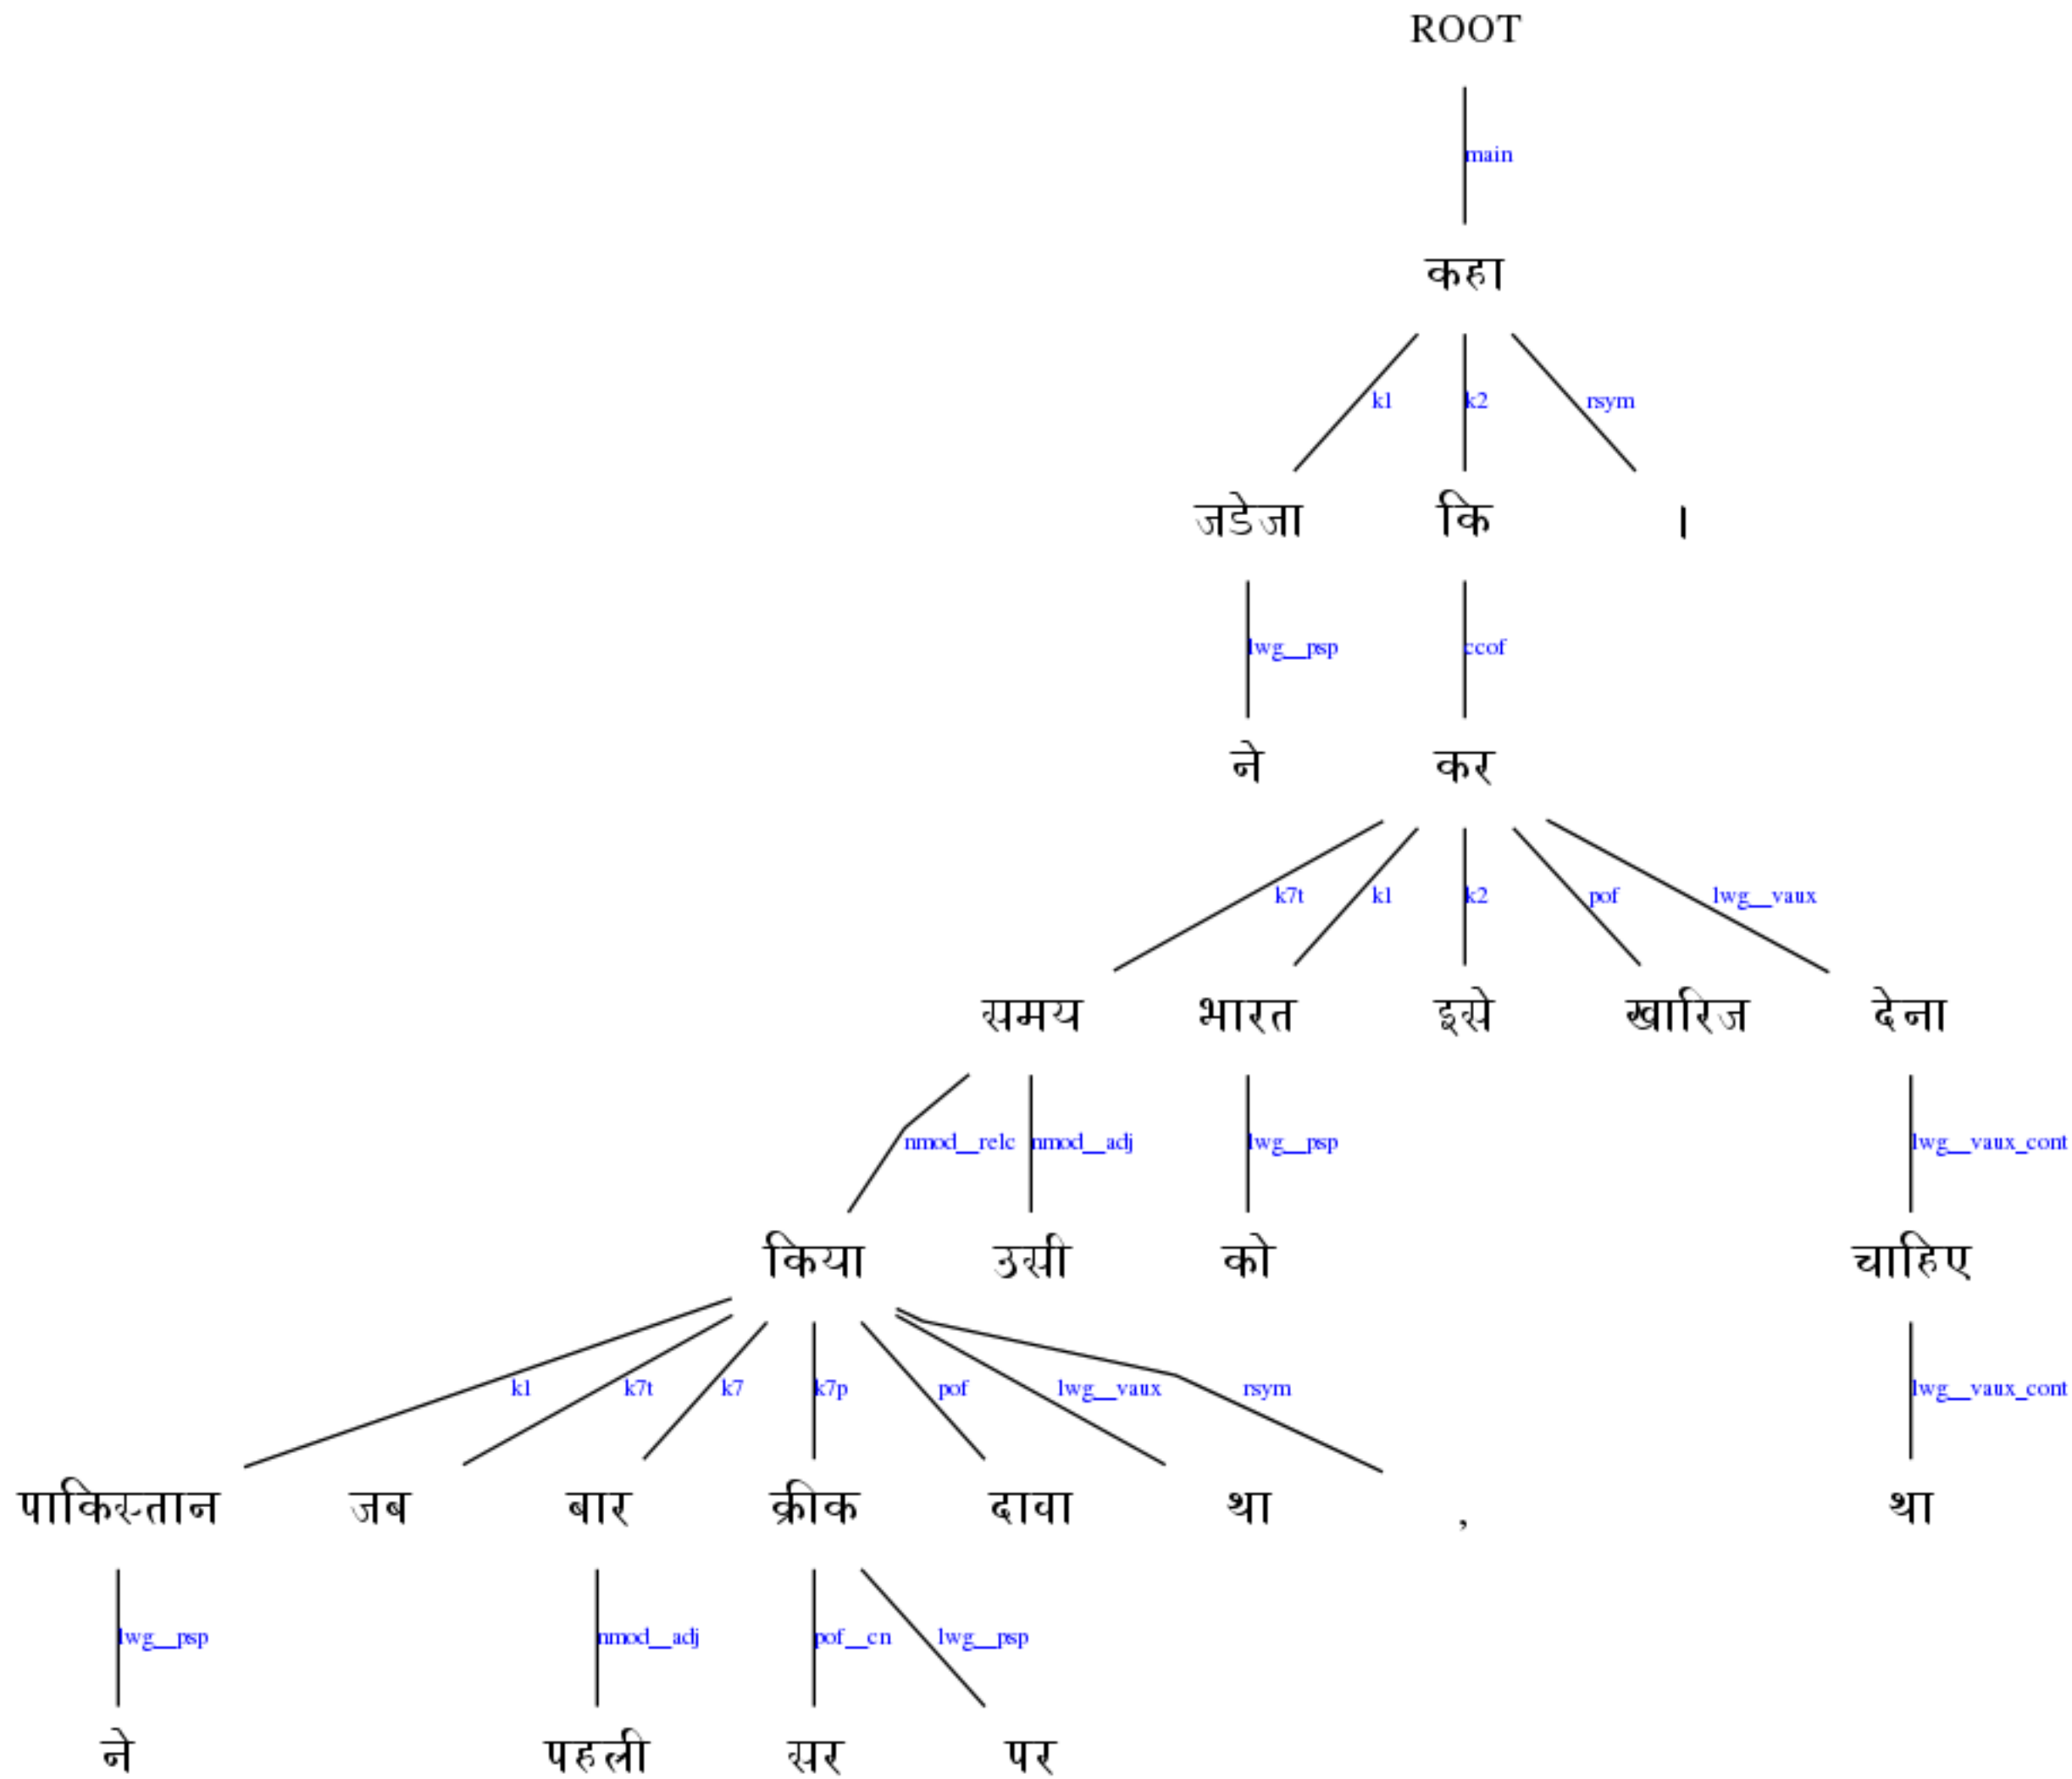 ROOT
main
कहा
k1 k2 rsym
जडेजा कि ।
lwg__psp ccof
ने कर
k7t k1 k2 pof lwg__vaux
समय भारत इसे खारिज देना
nmod__relc nmod__adj lwg__psp lwg__vaux_cont
किया उसी को चाहिए
k1 k7t k7 k7p pof lwg__vaux rsym lwg__vaux_cont
पाकिस्तान जब बार क्रीक दावा था , था
lwg__psp nmod__adj pof__cn lwg__psp
ने पहली सर पर